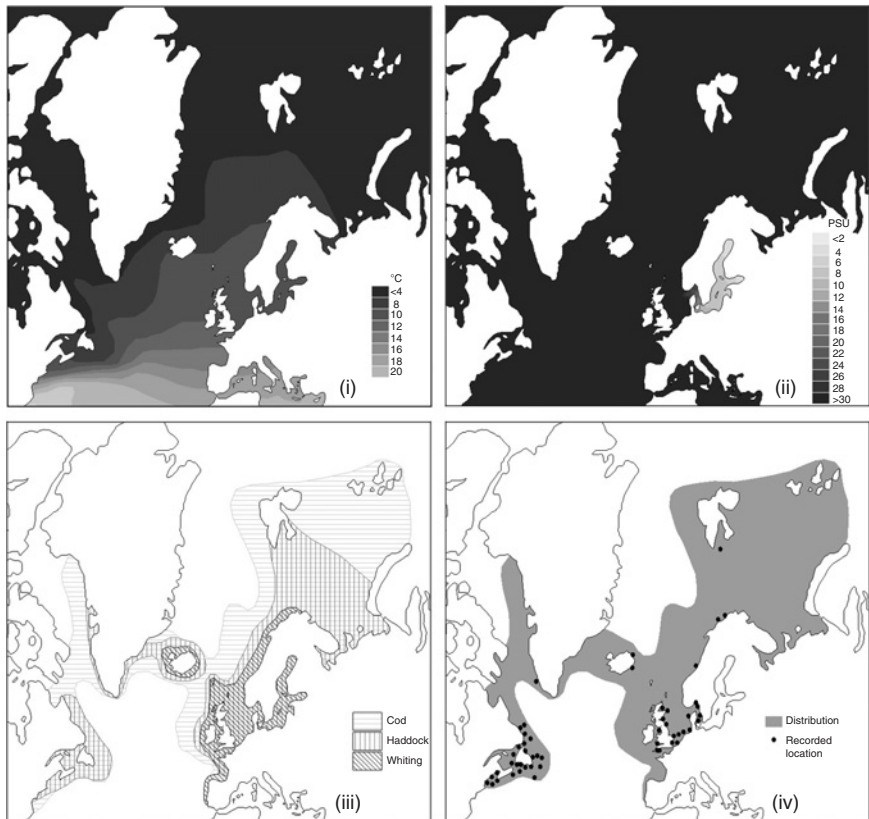 °C
<4
8
10
12
14
16
18
20
(i)
PSU
<2
4
6
8
10
12
14
16
18
20
22
24
26
28
>30
(ii)
Cod
Haddock
Whiting
(iii)
Distribution
Recorded
location
(iv)